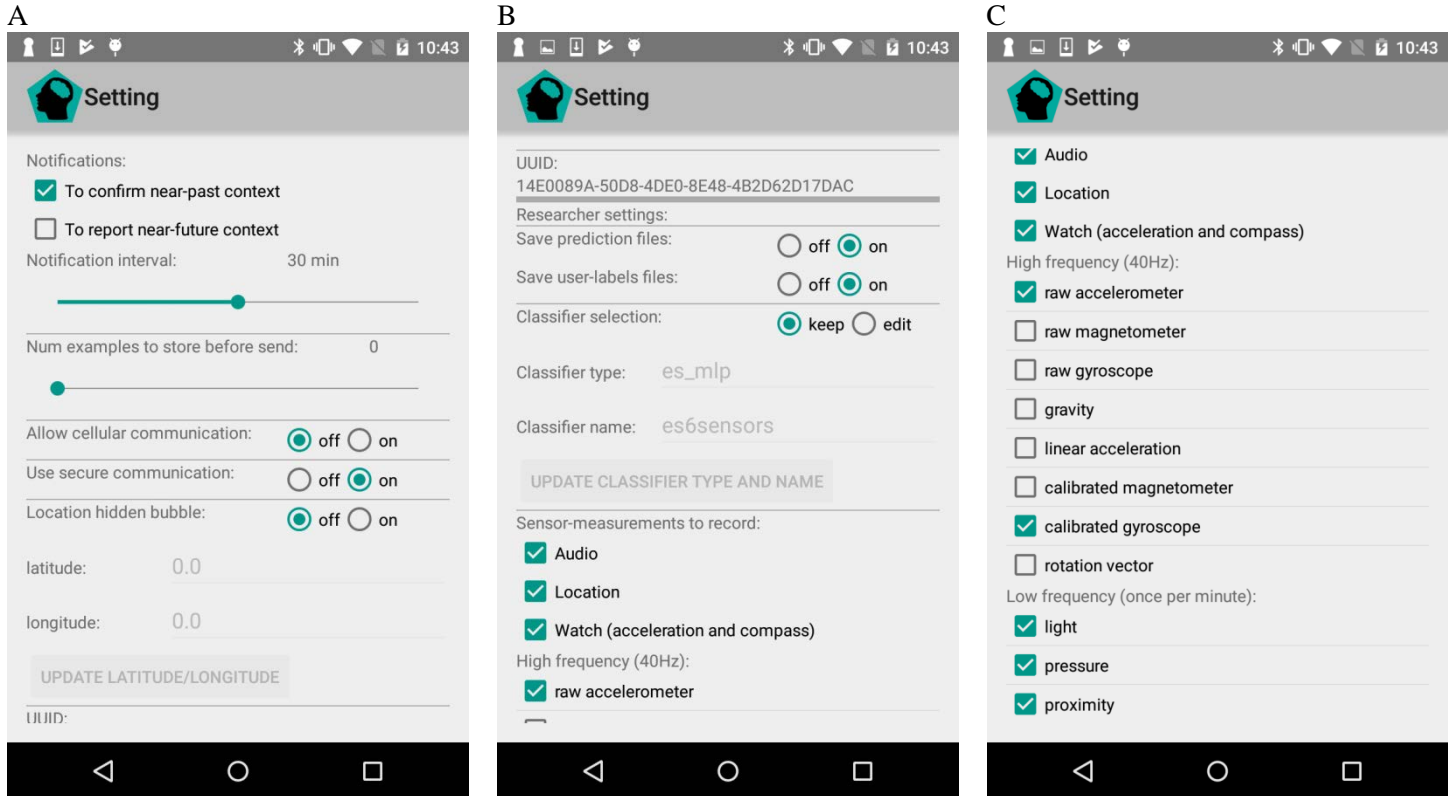 A
10:43
Setting
Notifications:
To confirm near-past context
To report near-future context
Notification interval: 30 min
Num examples to store before send: 0
Allow cellular communication: off on
Use secure communication: off on
Location hidden bubble: off on
latitude: 0.0
longitude: 0.0
UPDATE LATITUDE/LONGITUDE
UUID:
B
10:43
Setting
UUID:
14E0089A-50D8-4DE0-8E48-4B2D62D17DAC
Researcher settings:
Save prediction files: off on
Save user-labels files: off on
Classifier selection: keep edit
Classifier type: es_mlp
Classifier name: es6sensors
UPDATE CLASSIFIER TYPE AND NAME
Sensor-measurements to record:
Audio
Location
Watch (acceleration and compass)
High frequency (40Hz):
raw accelerometer
C
10:43
Setting
Audio
Location
Watch (acceleration and compass)
High frequency (40Hz):
raw accelerometer
raw magnetometer
raw gyroscope
gravity
linear acceleration
calibrated magnetometer
calibrated gyroscope
rotation vector
Low frequency (once per minute):
light
pressure
proximity